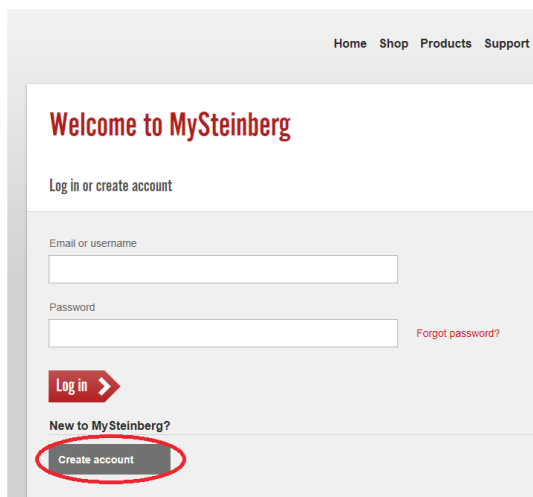 Home Shop Products Support
Welcome to MySteinberg
Log in or create account
Email or username
Password
Forgot password?
Log in
New to MySteinberg?
Create account